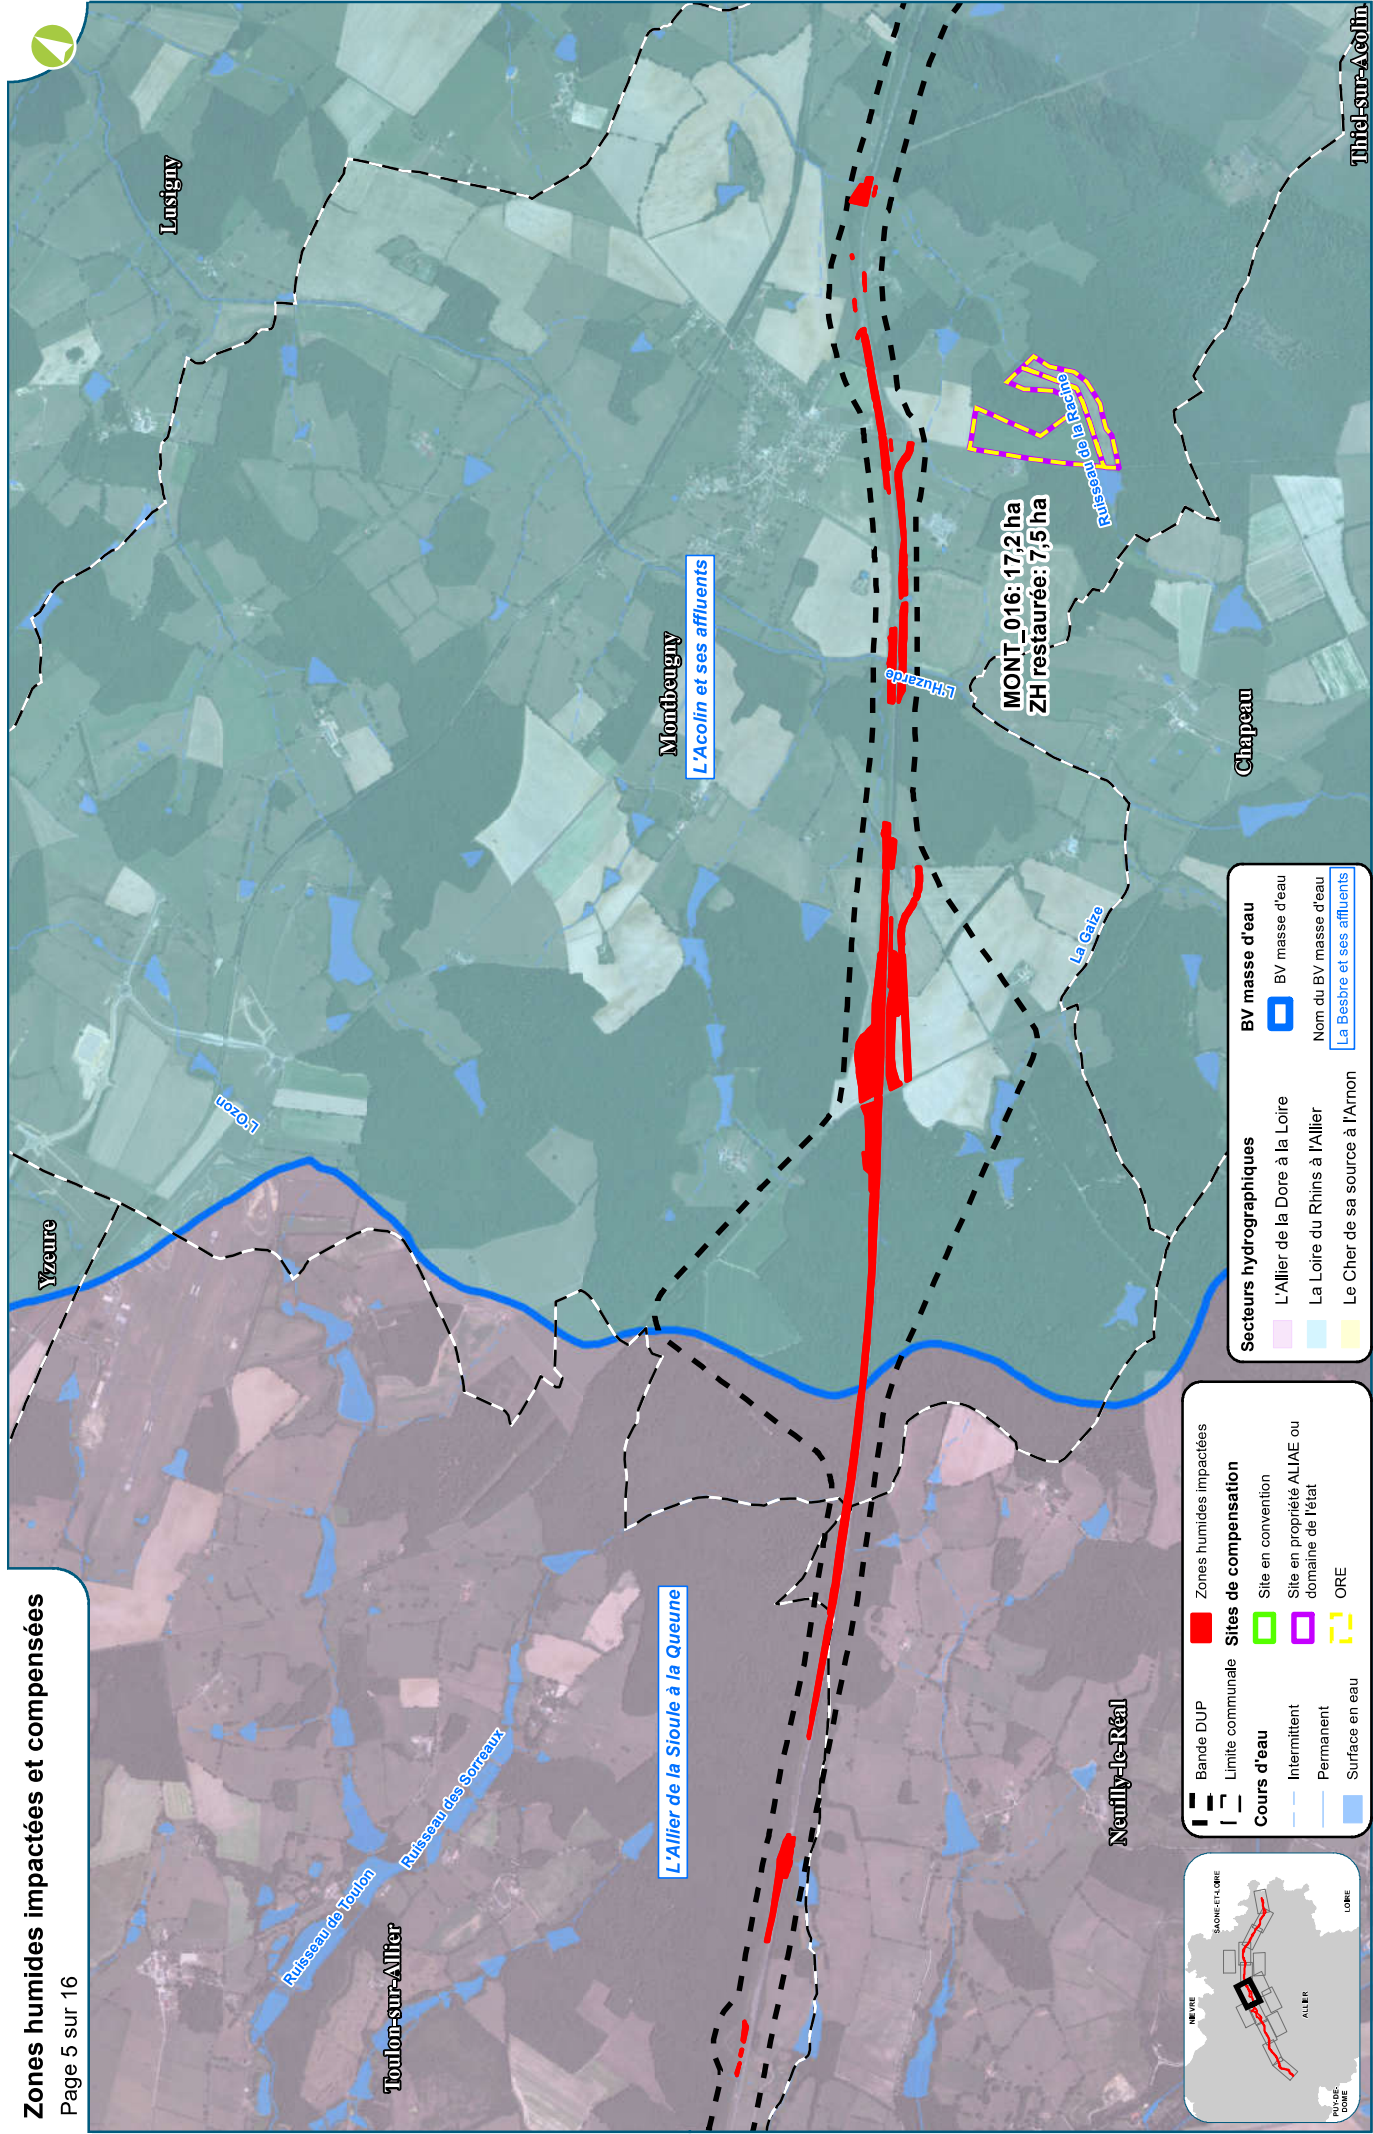 Zones humides impactées et compensées
Page 5 sur 16
Yzeure
Lusigny
L'Ozon
Ruisseau de Toulon
Ruisseau des Sorreaux
Toulon-sur-Allier
L'Allier de la Sioule à la Queune
Montbeugny
L'Acolin et ses affluents
L'Huzarde
MONT_016: 17,2 ha
ZH restaurée: 7,5 ha
Ruisseau de la Racine
La Gaize
Chapeau
Neuilly-le-Réal
Thiel-sur-Acolin
NIEVRE
SAONE-ET-LOIRE
ALLIER
LOIRE
PUY-DE-
DOME
Bande DUP
Limite communale
Cours d'eau
Intermittent
Permanent
Surface en eau
Zones humides impactées
Sites de compensation
Site en convention
Site en propriété ALIAE ou
domaine de l'état
ORE
Secteurs hydrographiques
L'Allier de la Dore à la Loire
La Loire du Rhins à l'Allier
Le Cher de sa source à l'Arnon
BV masse d'eau
BV masse d'eau
Nom du BV masse d'eau
La Besbre et ses affluents